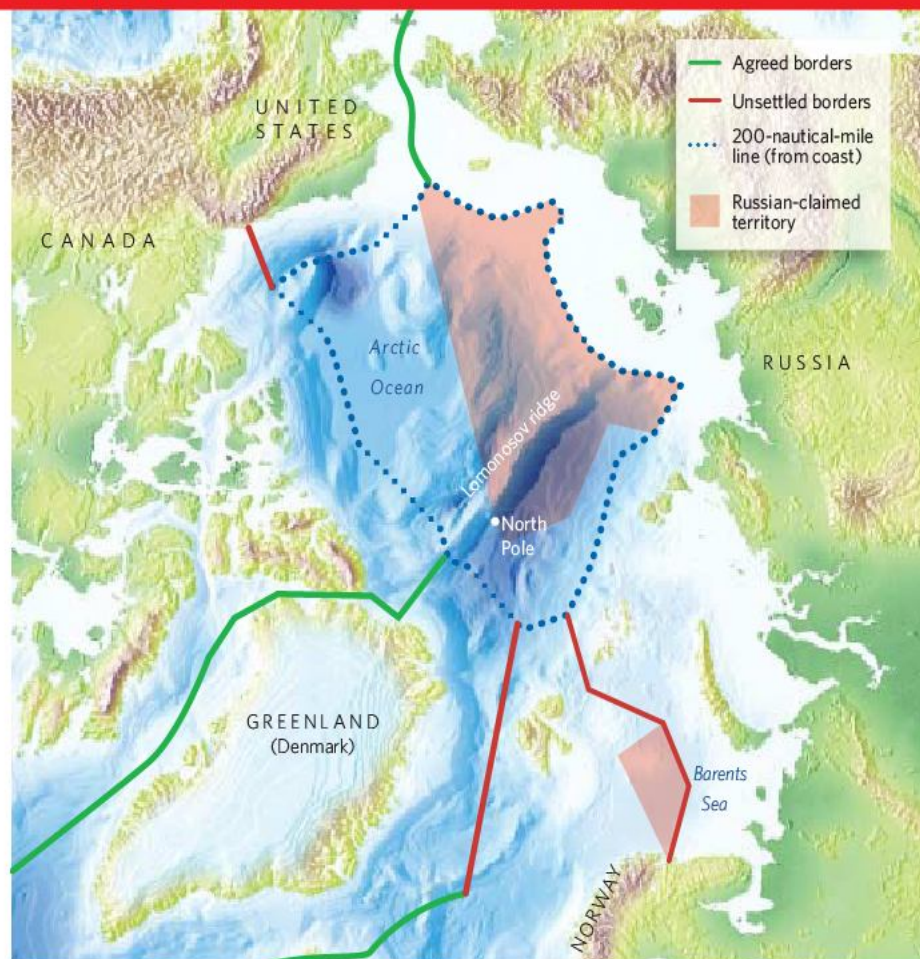 Agreed borders
Unsettled borders
200-nautical-mile
line (from coast)
Russian-claimed
territory
UNITED
STATES
CANADA
RUSSIA
Arctic
Ocean
Lomonosov ridge
North
Pole
GREENLAND
(Denmark)
Barents
Sea
NORWAY